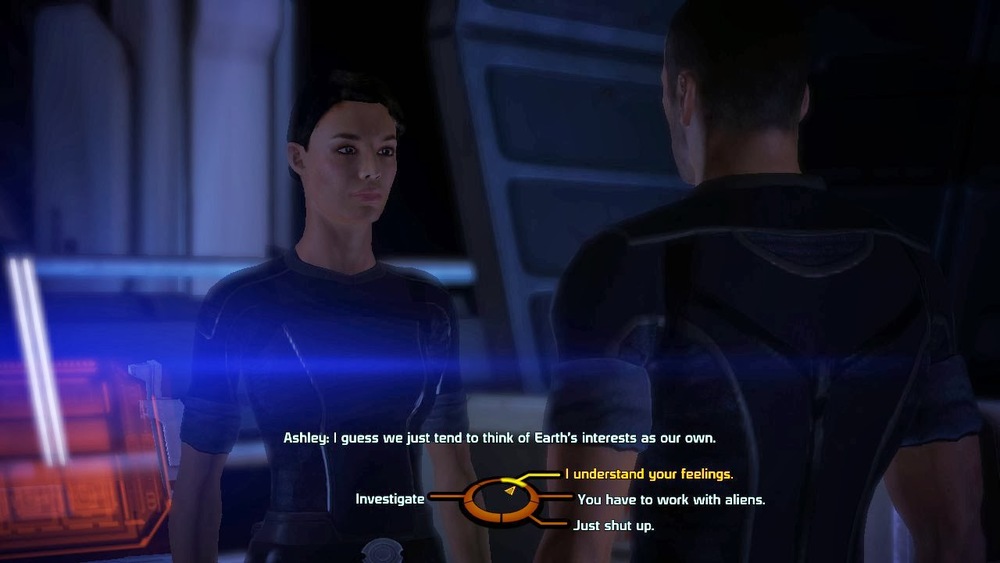 Ashley: I guess we just tend to think of Earth's interests as our own.
I understand your feelings.
Investigate
You have to work with aliens.
Just shut up.